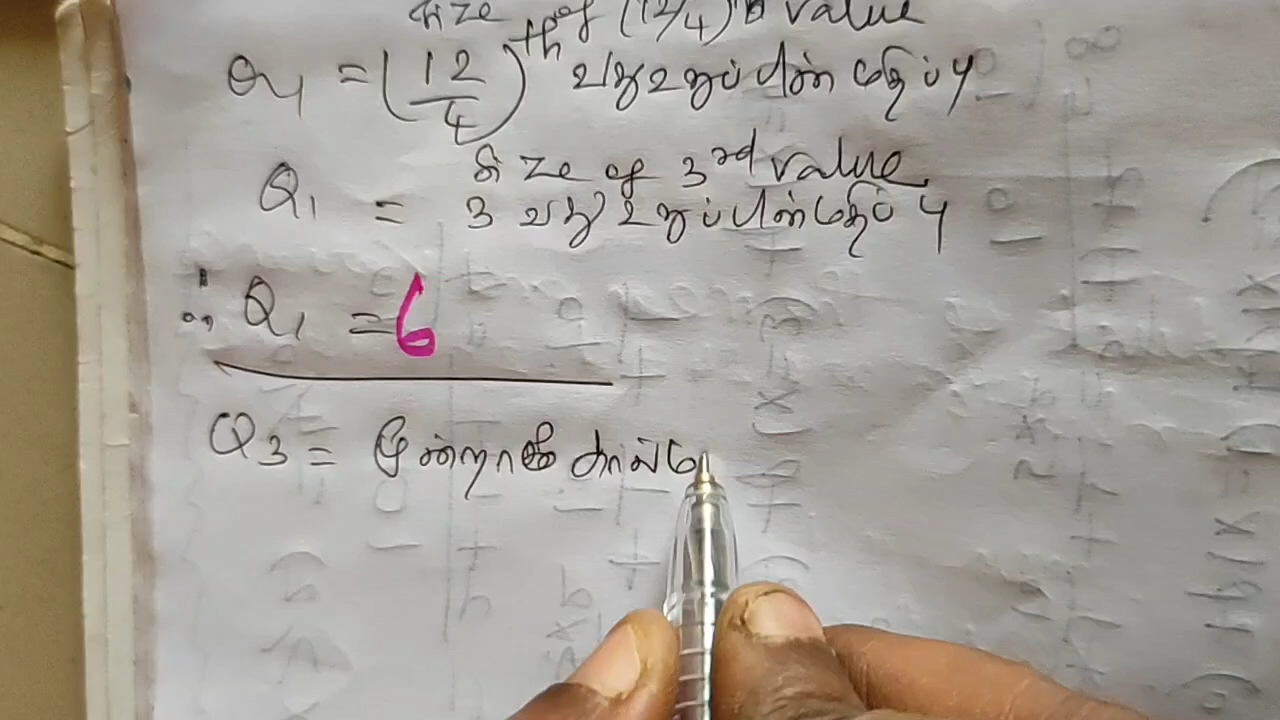 Size of (12/4) value
Q1 = (12/4)th வது உறுப்பின் மதிப்பு
Size of 3rd value
Q1 = 3 வது உறுப்பின் மதிப்பு
∴ Q1 = 6
Q3 = மூன்றாம் கால்ம